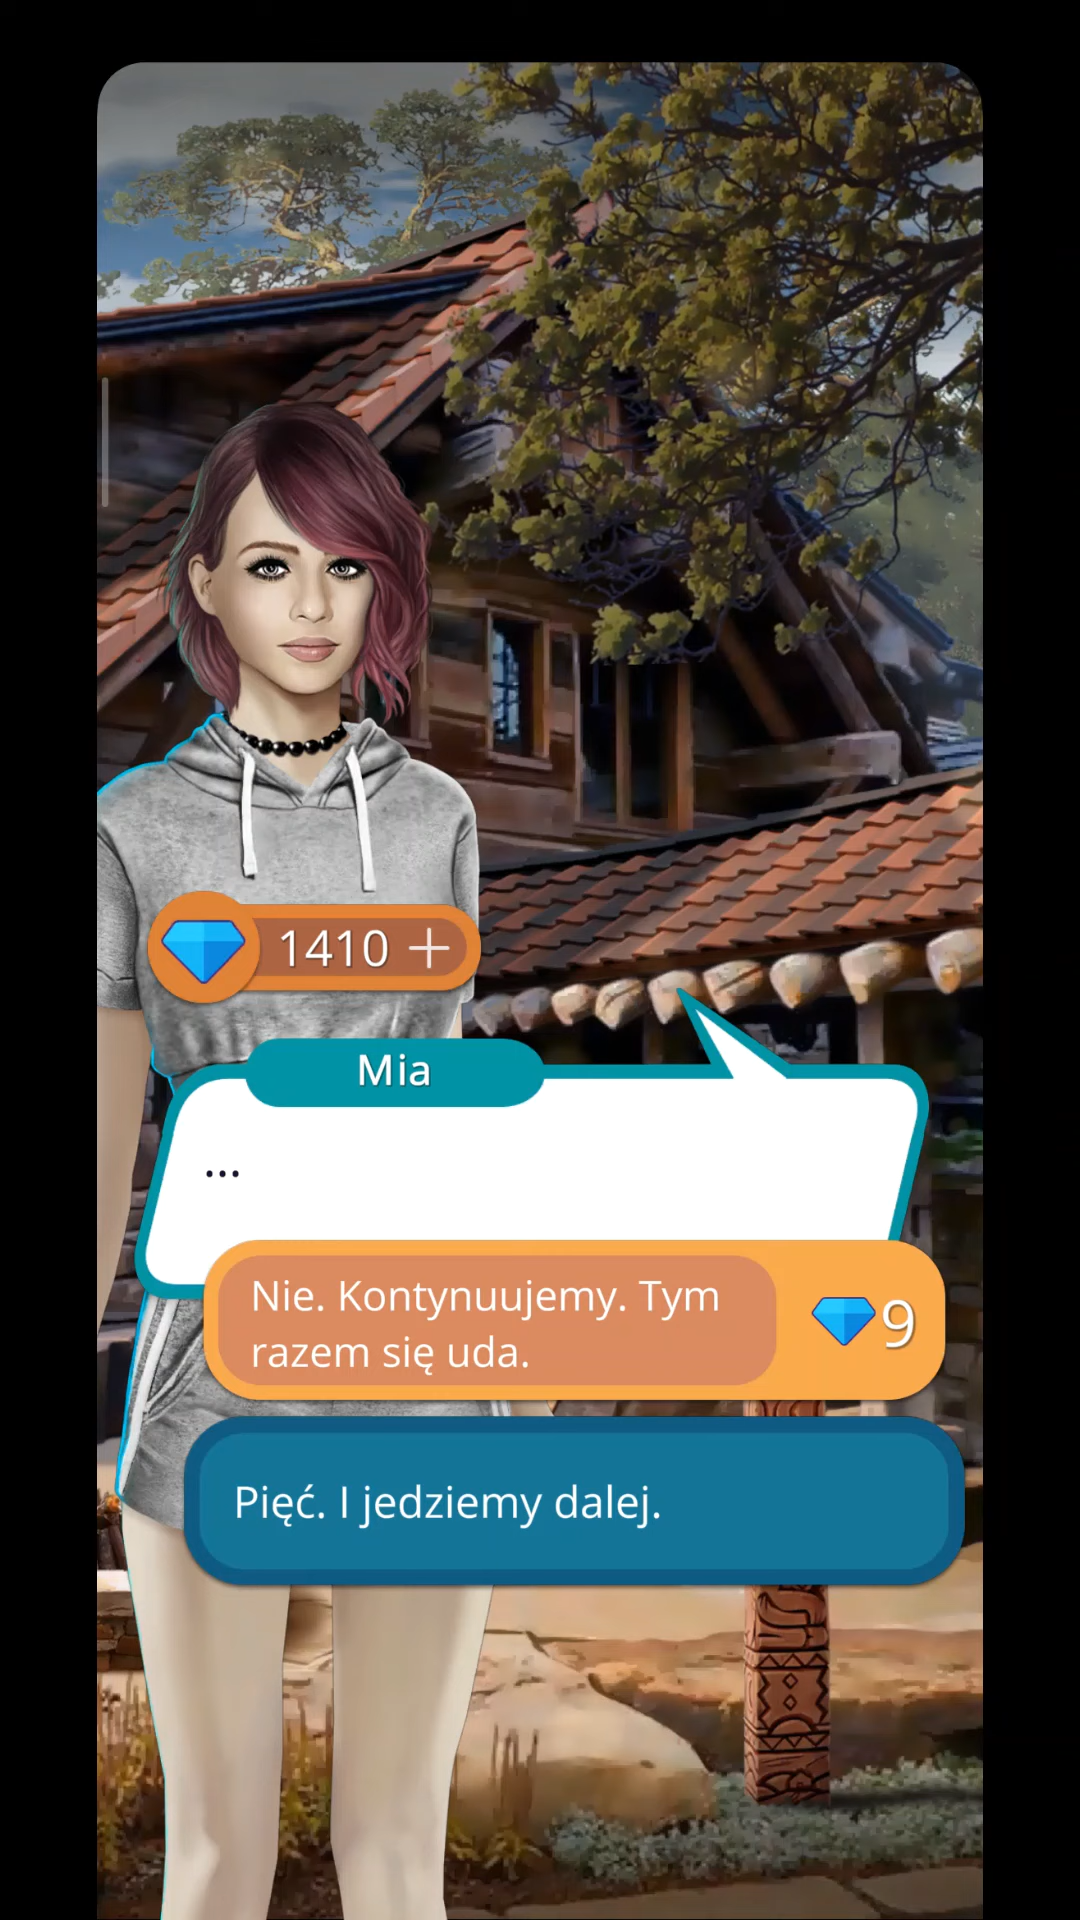 1410 +
Mia
...
Nie. Kontynuujemy. Tym
razem się uda.
9
Pięć. I jedziemy dalej.